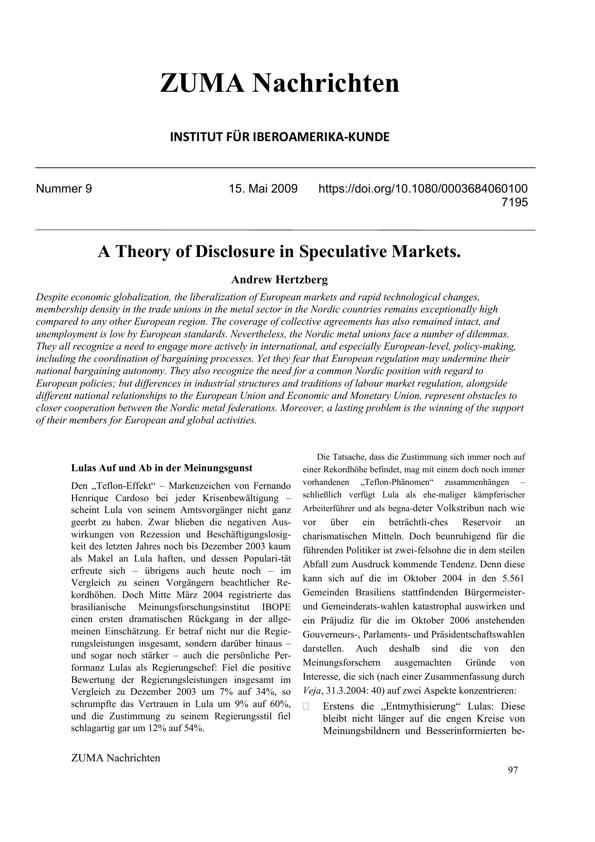 ZUMA Nachrichten
INSTITUT FÜR IBEROAMERIKA-KUNDE
Nummer 9 15. Mai 2009 https://doi.org/10.1080/0003684060100
7195
A Theory of Disclosure in Speculative Markets.
Andrew Hertzberg
Despite economic globalization, the liberalization of European markets and rapid technological changes,
membership density in the trade unions in the metal sector in the Nordic countries remains exceptionally high
compared to any other European region. The coverage of collective agreements has also remained intact, and
unemployment is low by European standards. Nevertheless, the Nordic metal unions face a number of dilemmas.
They all recognize a need to engage more actively in international, and especially European-level, policy-making,
including the coordination of bargaining processes. Yet they fear that European regulation may undermine their
national bargaining autonomy. They also recognize the need for a common Nordic position with regard to
European policies; but differences in industrial structures and traditions of labour market regulation, alongside
different national relationships to the European Union and Economic and Monetary Union, represent obstacles to
closer cooperation between the Nordic metal federations. Moreover, a lasting problem is the winning of the support
of their members for European and global activities.
Lulas Auf und Ab in der Meinungsgunst
Den „Teflon-Effekt“ – Markenzeichen von Fernando
Henrique Cardoso bei jeder Krisenbewältigung –
scheint Lula von seinem Amtsvorgänger nicht ganz
geerbt zu haben. Zwar blieben die negativen Aus-
wirkungen von Rezession und Beschäftigungslosig-
keit des letzten Jahres noch bis Dezember 2003 kaum
als Makel an Lula haften, und dessen Populari-tät
erfreute sich – übrigens auch heute noch – im
Vergleich zu seinen Vorgängern beachtlicher Re-
kordhöhen. Doch Mitte März 2004 registrierte das
brasilianische Meinungsforschungsinstitut IBOPE
einen ersten dramatischen Rückgang in der allge-
meinen Einschätzung. Er betraf nicht nur die Regie-
rungsleistungen insgesamt, sondern darüber hinaus –
und sogar noch stärker – auch die persönliche Per-
formanz Lulas als Regierungschef: Fiel die positive
Bewertung der Regierungsleistungen insgesamt im
Vergleich zu Dezember 2003 um 7% auf 34%, so
schrumpfte das Vertrauen in Lula um 9% auf 60%,
und die Zustimmung zu seinem Regierungsstil fiel
schlagartig gar um 12% auf 54%.
Die Tatsache, dass die Zustimmung sich immer noch auf
einer Rekordhöhe befindet, mag mit einem doch noch immer
vorhandenen „Teflon-Phänomen“ zusammenhängen –
schließlich verfügt Lula als ehe-maliger kämpferischer
Arbeiterführer und als begna-deter Volkstribun nach wie
vor über ein beträchtli-ches Reservoir an
charismatischen Mitteln. Doch beunruhigend für die
führenden Politiker ist zwei-felsohne die in dem steilen
Abfall zum Ausdruck kommende Tendenz. Denn diese
kann sich auf die im Oktober 2004 in den 5.561
Gemeinden Brasiliens stattfindenden Bürgermeister-
und Gemeinderats-wahlen katastrophal auswirken und
ein Präjudiz für die im Oktober 2006 anstehenden
Gouverneurs-, Parlaments- und Präsidentschaftswahlen
darstellen. Auch deshalb sind die von den
Meinungsforschern ausgemachten Gründe von
Interesse, die sich (nach einer Zusammenfassung durch
Veja, 31.3.2004: 40) auf zwei Aspekte konzentrieren:
□ Erstens die „Entmythisierung“ Lulas: Diese
bleibt nicht länger auf die engen Kreise von
Meinungsbildnern und Besserinformierten be-
ZUMA Nachrichten
97